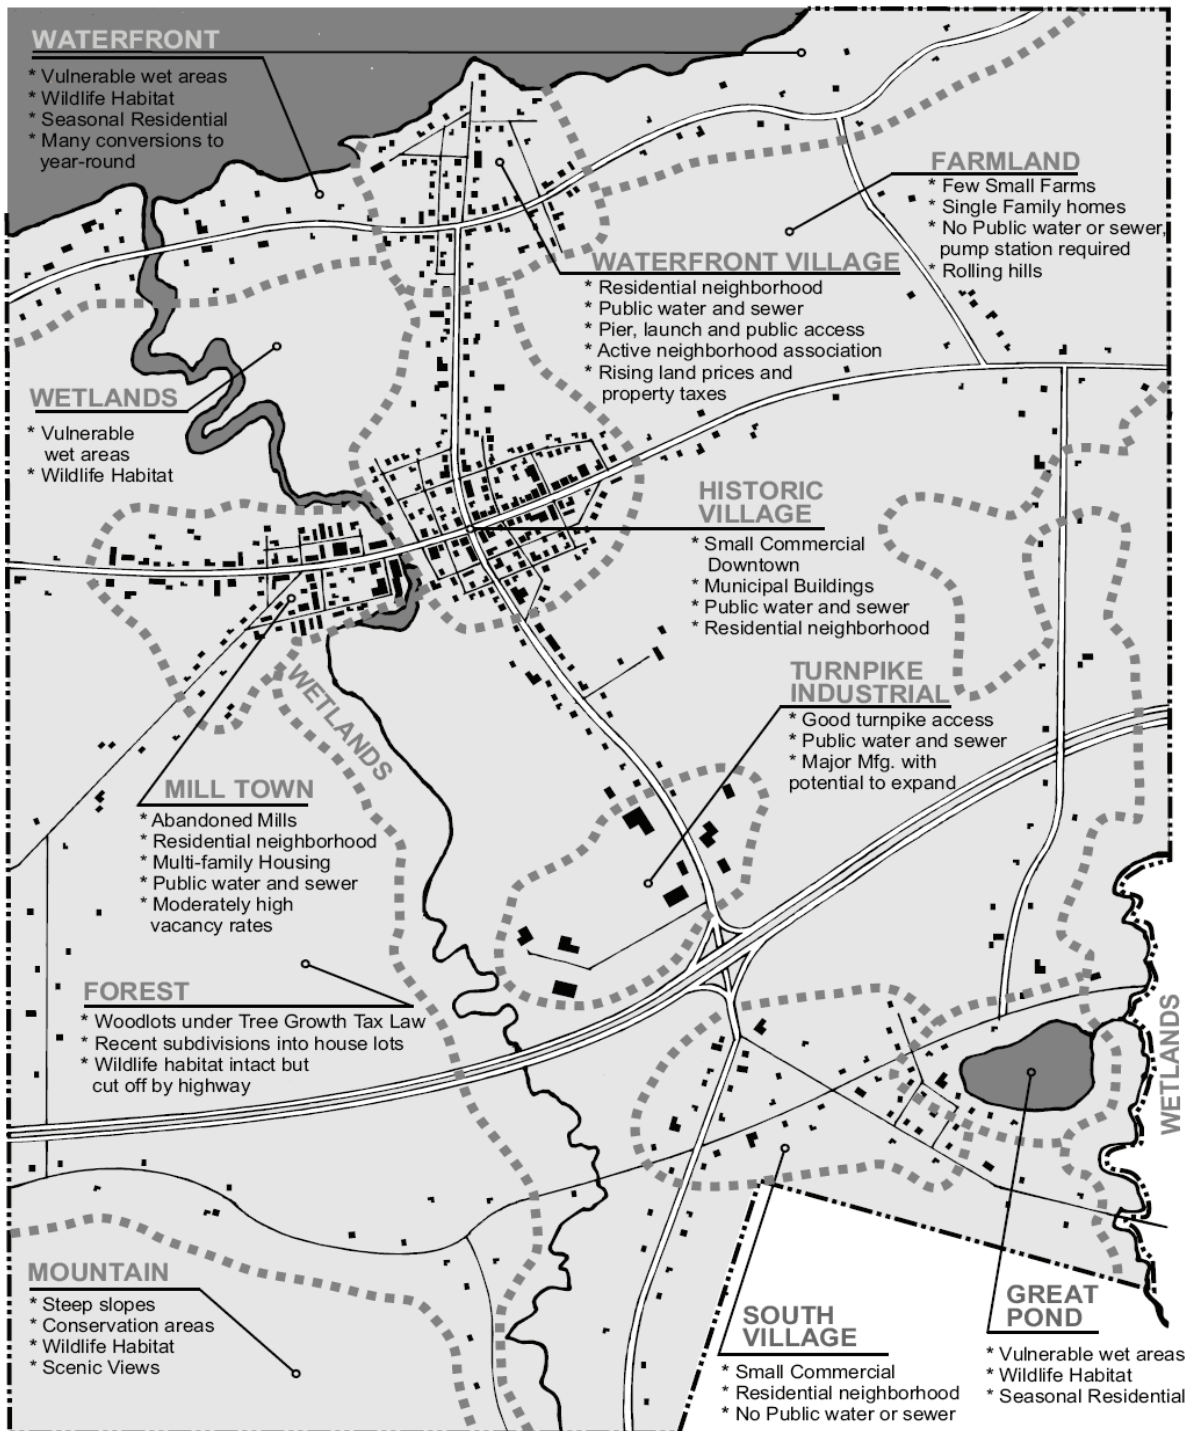 WATERFRONT
* Vulnerable wet areas
* Wildlife Habitat
* Seasonal Residential
* Many conversions to
year-round
FARMLAND
* Few Small Farms
* Single Family homes
* No Public water or sewer,
pump station required
* Rolling hills
WATERFRONT VILLAGE
* Residential neighborhood
* Public water and sewer
* Pier, launch and public access
* Active neighborhood association
* Rising land prices and
property taxes
WETLANDS
* Vulnerable
wet areas
* Wildlife Habitat
HISTORIC
VILLAGE
* Small Commercial
Downtown
* Municipal Buildings
* Public water and sewer
* Residential neighborhood
WETLANDS
TURNPIKE
INDUSTRIAL
* Good turnpike access
* Public water and sewer
* Major Mfg. with
potential to expand
MILL TOWN
* Abandoned Mills
* Residential neighborhood
* Multi-family Housing
* Public water and sewer
* Moderately high
vacancy rates
FOREST
* Woodlots under Tree Growth Tax Law
* Recent subdivisions into house lots
* Wildlife habitat intact but
cut off by highway
WETLANDS
MOUNTAIN
* Steep slopes
* Conservation areas
* Wildlife Habitat
* Scenic Views
SOUTH
VILLAGE
* Small Commercial
* Residential neighborhood
* No Public water or sewer
GREAT
POND
* Vulnerable wet areas
* Wildlife Habitat
* Seasonal Residential